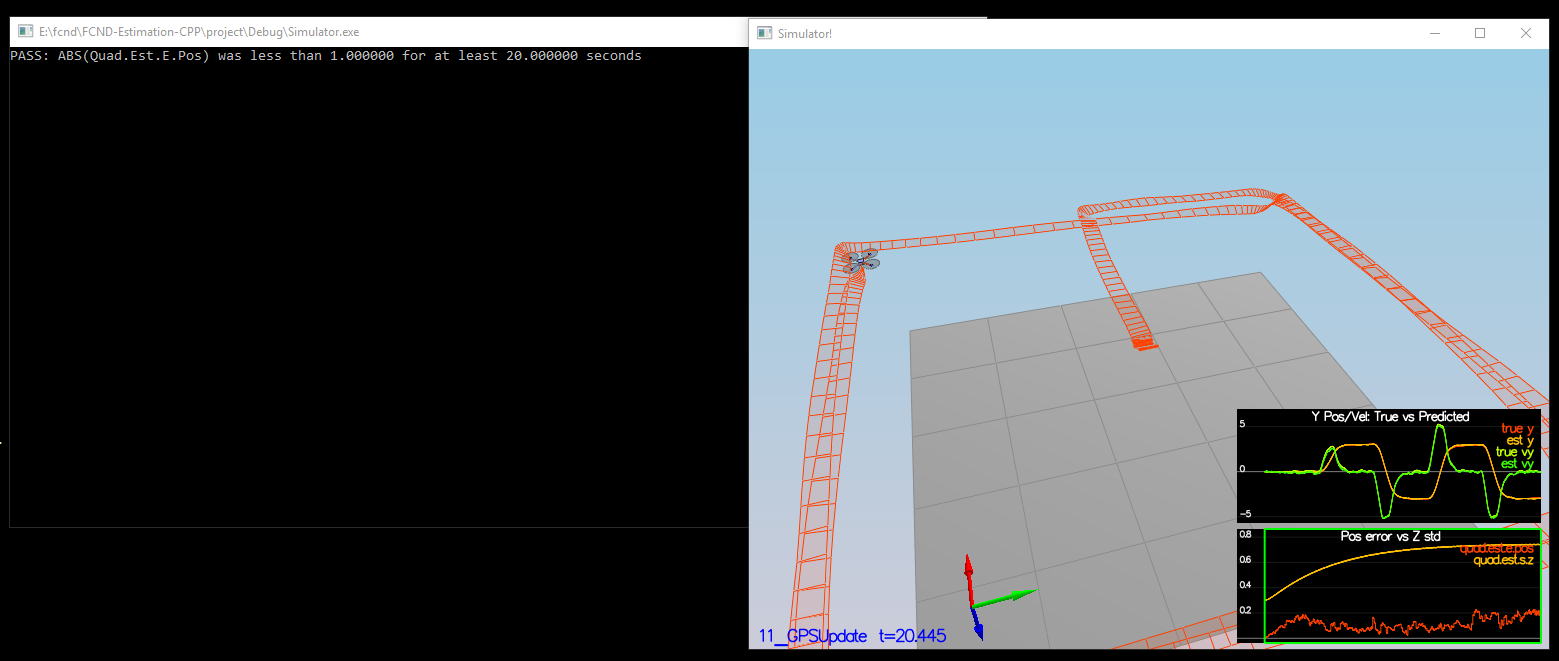 E:\fcnd\FCND-Estimation-CPP\project\Debug\Simulator.exe
PASS: ABS(Quad.Est.E.Pos) was less than 1.000000 for at least 20.000000 seconds
Simulator!
Y Pos/Vel: True vs Predicted
5
true y
est y
true vy
0
est vy
-5
Pos error vs Z std
0.8
quad.est.e.pos
0.6
quad.est.s.z
0.4
0.2
11_GPSUpdate t=20.445